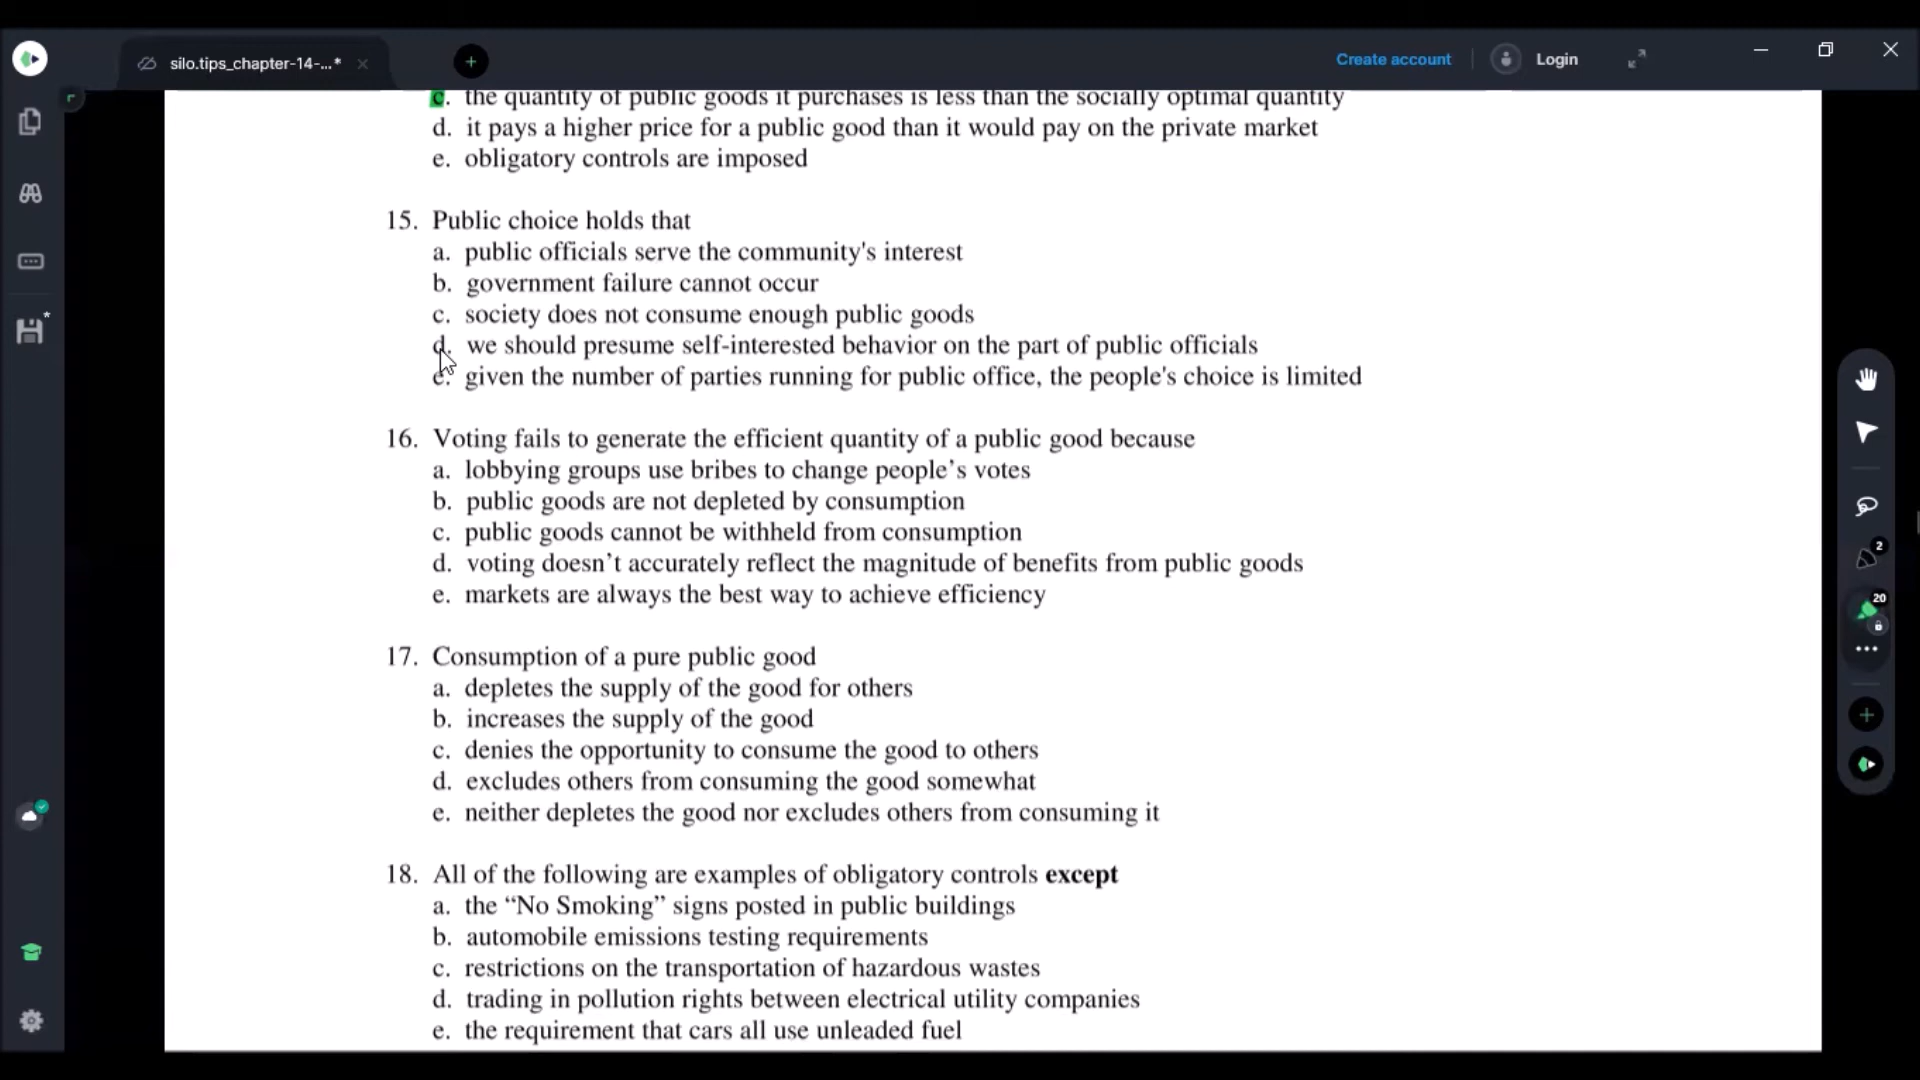 silo.tips_chapter-14-...*
Create account
Login
c. the quantity of public goods it purchases is less than the socially optimal quantity
d. it pays a higher price for a public good than it would pay on the private market
e. obligatory controls are imposed
15. Public choice holds that
a. public officials serve the community's interest
b. government failure cannot occur
c. society does not consume enough public goods
d. we should presume self-interested behavior on the part of public officials
e. given the number of parties running for public office, the people's choice is limited
16. Voting fails to generate the efficient quantity of a public good because
a. lobbying groups use bribes to change people’s votes
b. public goods are not depleted by consumption
c. public goods cannot be withheld from consumption
d. voting doesn’t accurately reflect the magnitude of benefits from public goods
e. markets are always the best way to achieve efficiency
17. Consumption of a pure public good
a. depletes the supply of the good for others
b. increases the supply of the good
c. denies the opportunity to consume the good to others
d. excludes others from consuming the good somewhat
e. neither depletes the good nor excludes others from consuming it
18. All of the following are examples of obligatory controls except
a. the “No Smoking” signs posted in public buildings
b. automobile emissions testing requirements
c. restrictions on the transportation of hazardous wastes
d. trading in pollution rights between electrical utility companies
e. the requirement that cars all use unleaded fuel
2
20